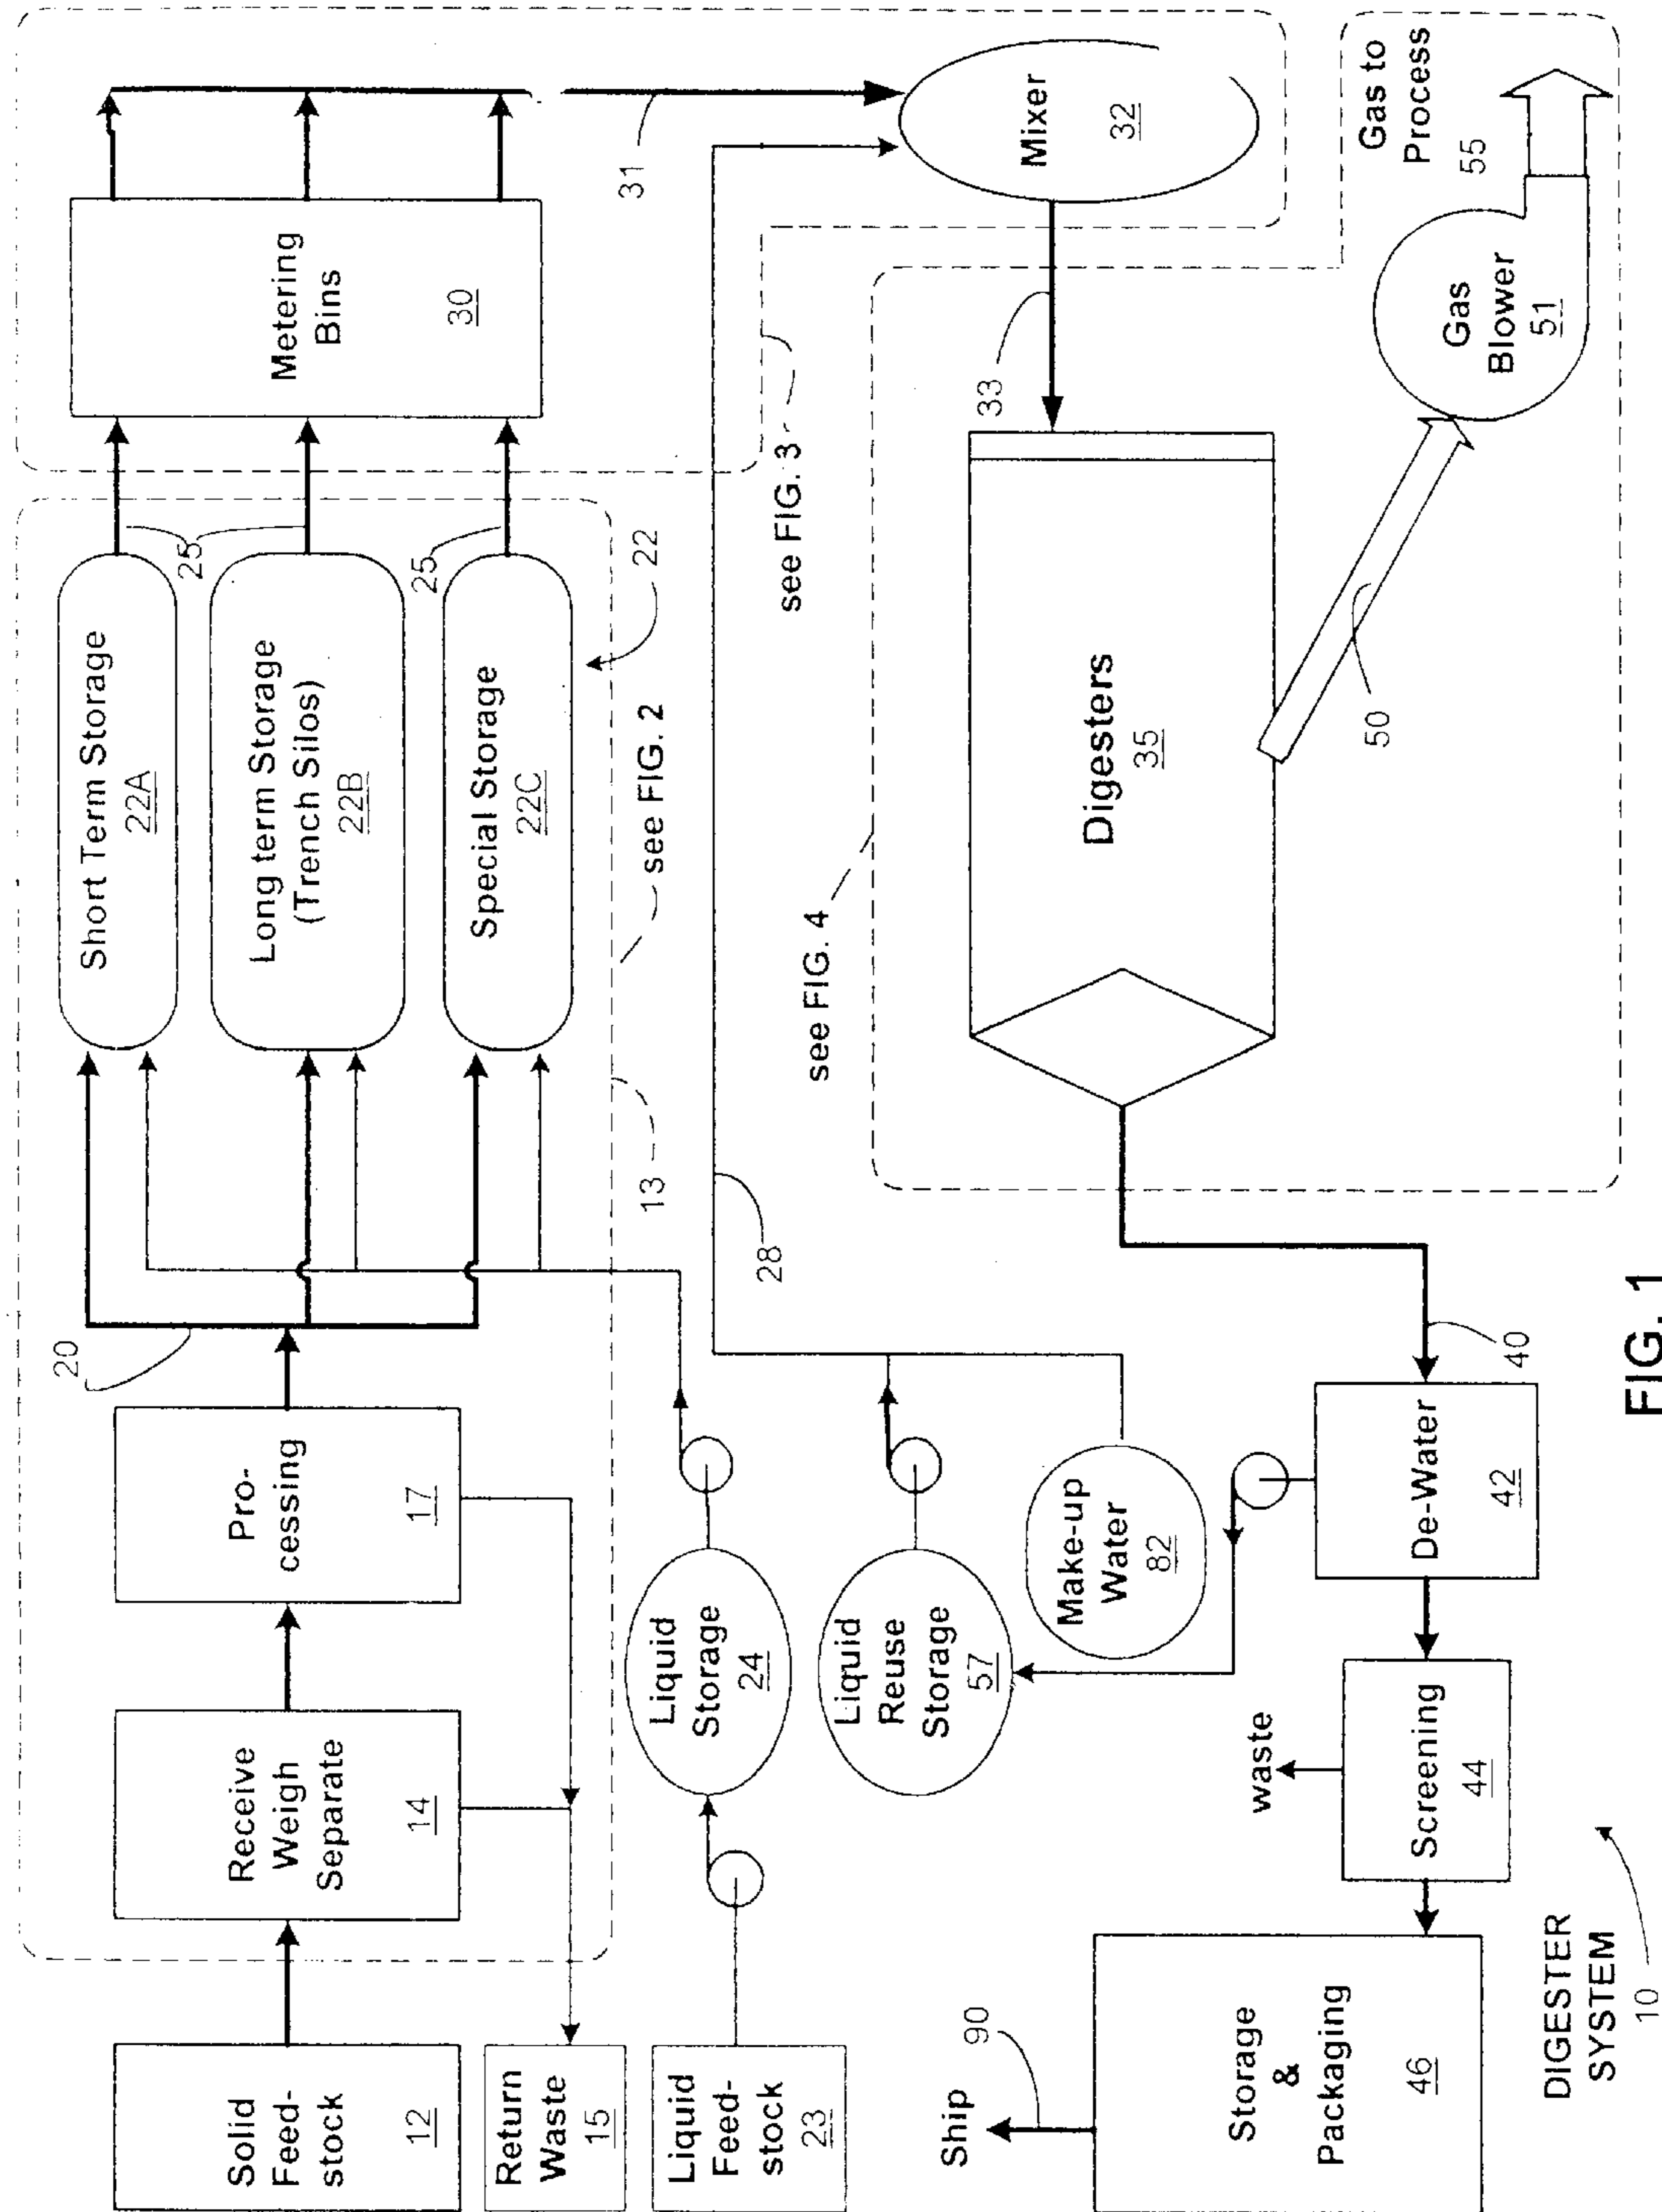 Solid
Feed-
stock
12
Receive
Weigh
Separate
14
Pro-
cessing
17
20
Short Term Storage
22A
Long term Storage
(Trench Silos)
22B
Special Storage
22C
25
25
22
Metering
Bins
30
31
Return
Waste
15
Liquid
Feed-
stock
23
Liquid
Storage
24
13
see FIG. 2
see FIG. 3
28
Liquid
Reuse
Storage
57
Make-up
Water
82
see FIG. 4
Mixer
32
33
Digesters
35
50
Gas
Blower
51
Gas to
Process
55
40
De-Water
42
Screening
44
waste
Storage
&
Packaging
46
Ship
90
DIGESTER
SYSTEM
10
FIG. 1